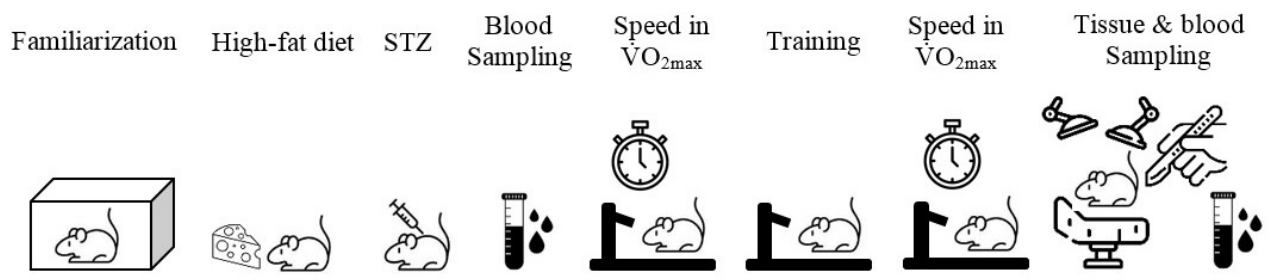 Familiarization
High-fat diet
STZ
Blood
Sampling
Speed in
V̇O2max
Training
Speed in
V̇O2max
Tissue & blood
Sampling